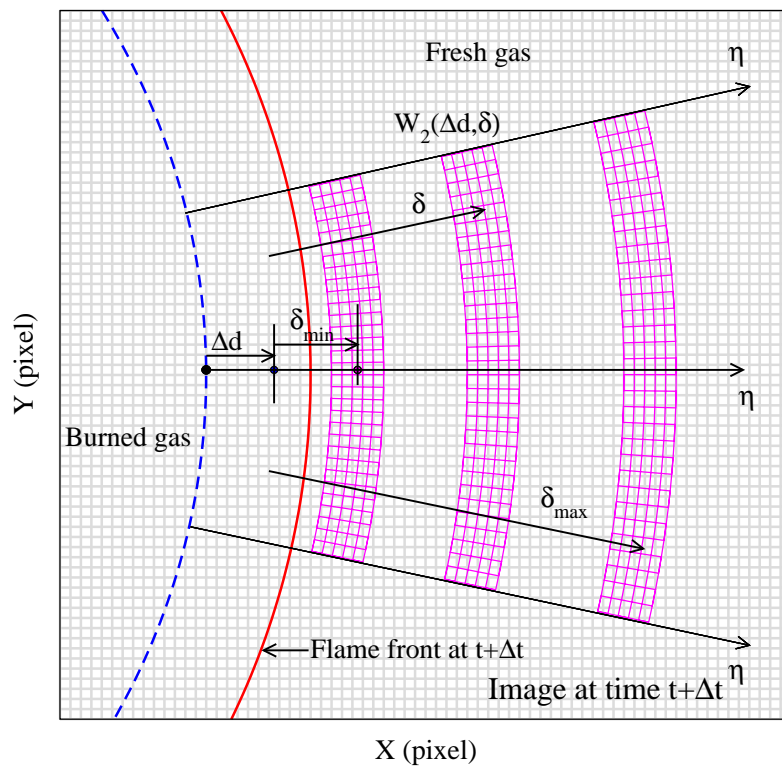 Fresh gas
η
W₂(Δd,δ)
δ
δmin
Δd
η
Burned gas
δmax
Flame front at t+Δt
η
Image at time t+Δt
Y (pixel)
X (pixel)